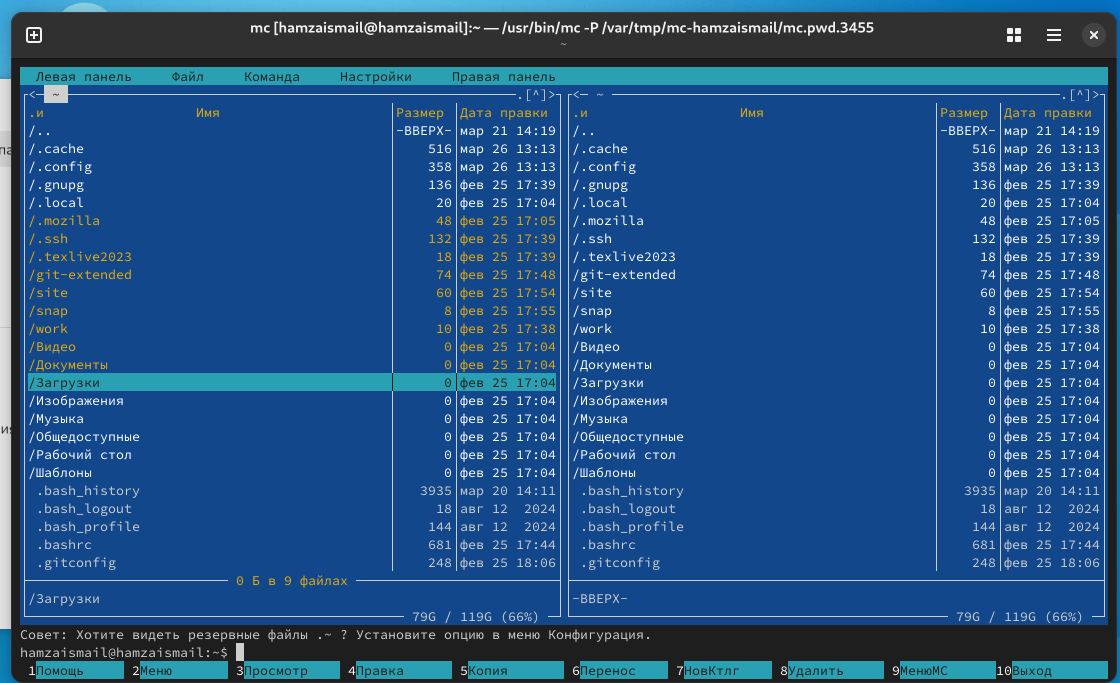 mc [hamzaismail@hamzaismail]:~ — /usr/bin/mc -P /var/tmp/mc-hamzaismail/mc.pwd.3455
~
Левая панель Файл Команда Настройки Правая панель
<─ ~ .[^]>
.и Имя Размер Дата правки
/.. -ВВЕРХ- мар 21 14:19
/.cache 516 мар 26 13:13
/.config 358 мар 26 13:13
/.gnupg 136 фев 25 17:39
/.local 20 фев 25 17:04
/.mozilla 48 фев 25 17:05
/.ssh 132 фев 25 17:39
/.texlive2023 18 фев 25 17:39
/git-extended 74 фев 25 17:48
/site 60 фев 25 17:54
/snap 8 фев 25 17:55
/work 10 фев 25 17:38
/Видео 0 фев 25 17:04
/Документы 0 фев 25 17:04
/Загрузки 0 фев 25 17:04
/Изображения 0 фев 25 17:04
/Музыка 0 фев 25 17:04
/Общедоступные 0 фев 25 17:04
/Рабочий стол 0 фев 25 17:04
/Шаблоны 0 фев 25 17:04
.bash_history 3935 мар 20 14:11
.bash_logout 18 авг 12 2024
.bash_profile 144 авг 12 2024
.bashrc 681 фев 25 17:44
.gitconfig 248 фев 25 18:06
0 Б в 9 файлах
/Загрузки
79G / 119G (66%)
<─ ~ .[^]>
.и Имя Размер Дата правки
/.. -ВВЕРХ- мар 21 14:19
/.cache 516 мар 26 13:13
/.config 358 мар 26 13:13
/.gnupg 136 фев 25 17:39
/.local 20 фев 25 17:04
/.mozilla 48 фев 25 17:05
/.ssh 132 фев 25 17:39
/.texlive2023 18 фев 25 17:39
/git-extended 74 фев 25 17:48
/site 60 фев 25 17:54
/snap 8 фев 25 17:55
/work 10 фев 25 17:38
/Видео 0 фев 25 17:04
/Документы 0 фев 25 17:04
/Загрузки 0 фев 25 17:04
/Изображения 0 фев 25 17:04
/Музыка 0 фев 25 17:04
/Общедоступные 0 фев 25 17:04
/Рабочий стол 0 фев 25 17:04
/Шаблоны 0 фев 25 17:04
.bash_history 3935 мар 20 14:11
.bash_logout 18 авг 12 2024
.bash_profile 144 авг 12 2024
.bashrc 681 фев 25 17:44
.gitconfig 248 фев 25 18:06
-ВВЕРХ-
79G / 119G (66%)
Совет: Хотите видеть резервные файлы .~ ? Установите опцию в меню Конфигурация.
hamzaismail@hamzaismail:~$
1Помощь 2Меню 3Просмотр 4Правка 5Копия 6Перенос 7НовКтлг 8Удалить 9МенюMC 10Выход